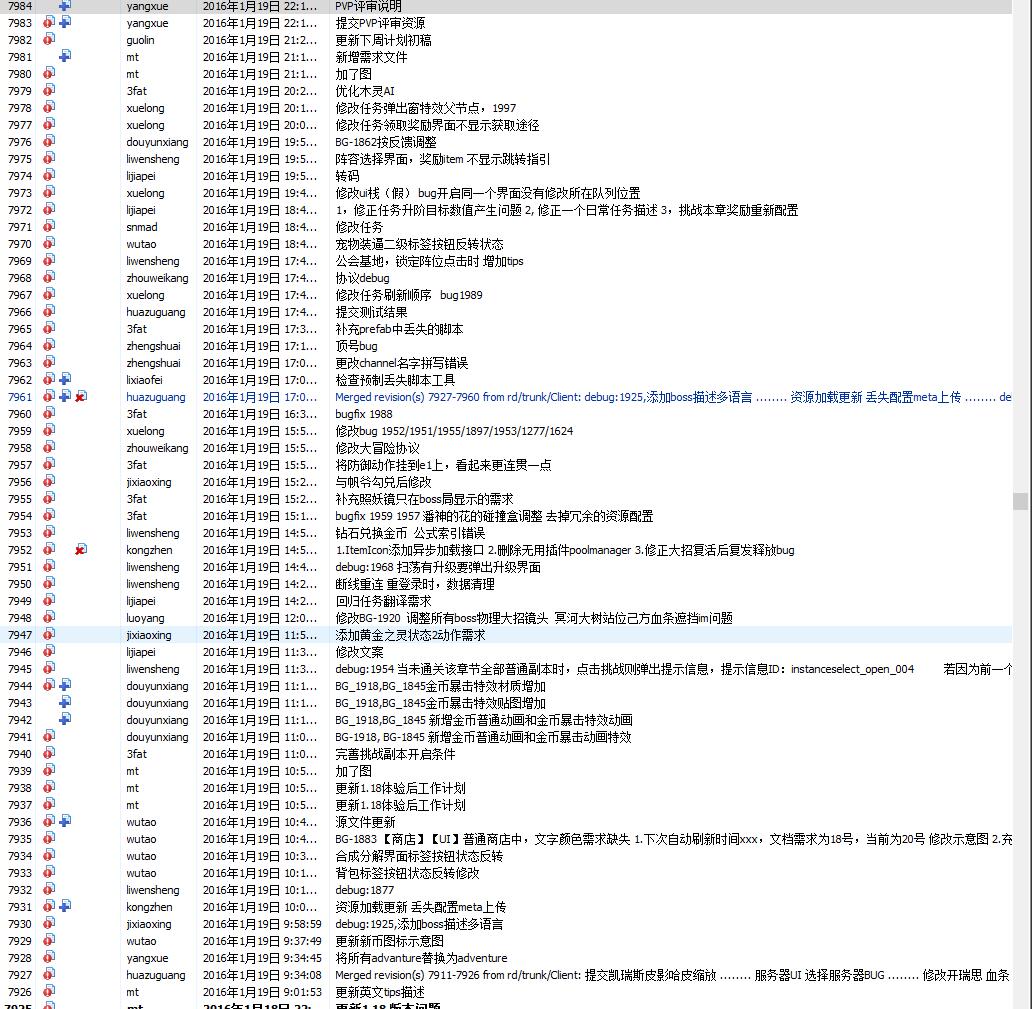 7984 yangxue 2016年1月19日 22:1... PVP评审说明
7983 yangxue 2016年1月19日 22:1... 提交PVP评审资源
7982 guolin 2016年1月19日 21:2... 更新下周计划初稿
7981 mt 2016年1月19日 21:1... 新增需求文件
7980 mt 2016年1月19日 21:1... 加了图
7979 3fat 2016年1月19日 20:2... 优化木灵AI
7978 xuelong 2016年1月19日 20:1... 修改任务弹出窗特效父节点，1997
7977 xuelong 2016年1月19日 20:0... 修改任务领取奖励界面不显示获取途径
7976 douyunxiang 2016年1月19日 19:5... BG-1862按反馈调整
7975 liwensheng 2016年1月19日 19:5... 阵容选择界面，奖励item 不显示跳转指引
7974 lijiapei 2016年1月19日 19:5... 转码
7973 xuelong 2016年1月19日 19:4... 修改ui栈（假）bug开启同一个界面没有修改所在队列位置
7972 lijiapei 2016年1月19日 18:4... 1，修正任务升阶目标数值产生问题 2, 修正一个日常任务描述 3，挑战本章奖励重新配置
7971 snmad 2016年1月19日 18:4... 修改任务
7970 wutao 2016年1月19日 18:4... 宠物装逼二级标签按钮反转状态
7969 liwensheng 2016年1月19日 17:4... 公会基地，锁定阵位点击时 增加tips
7968 zhouweikang 2016年1月19日 17:4... 协议debug
7967 xuelong 2016年1月19日 17:4... 修改任务刷新顺序 bug1989
7966 huazuguang 2016年1月19日 17:4... 提交测试结果
7965 3fat 2016年1月19日 17:3... 补充prefab中丢失的脚本
7964 zhengshuai 2016年1月19日 17:1... 顶号bug
7963 zhengshuai 2016年1月19日 17:0... 更改channel名字拼写错误
7962 lixiaofei 2016年1月19日 17:0... 检查预制丢失脚本工具
7961 huazuguang 2016年1月19日 17:0... Merged revision(s) 7927-7960 from rd/trunk/Client: debug:1925,添加boss描述多语言 ........ 资源加载更新 丢失配置meta上传 ........ de
7960 3fat 2016年1月19日 16:3... bugfix 1988
7959 xuelong 2016年1月19日 15:5... 修改bug 1952/1951/1955/1897/1953/1277/1624
7958 zhouweikang 2016年1月19日 15:5... 修改大冒险协议
7957 3fat 2016年1月19日 15:5... 将防御动作挂到e1上，看起来更连贯一点
7956 jixiaoxing 2016年1月19日 15:2... 与帆爷勾兑后修改
7955 3fat 2016年1月19日 15:2... 补充照妖镜只在boss局显示的需求
7954 3fat 2016年1月19日 15:1... bugfix 1959 1957 潘神的花的碰撞盒调整 去掉冗余的资源配置
7953 liwensheng 2016年1月19日 14:5... 钻石兑换金币 公式索引错误
7952 kongzhen 2016年1月19日 14:5... 1.ItemIcon添加异步加载接口 2.删除无用插件poolmanager 3.修正大招复活后复发释放bug
7951 liwensheng 2016年1月19日 14:4... debug:1968 扫荡有升级要弹出升级界面
7950 liwensheng 2016年1月19日 14:2... 断线重连 重登录时，数据清理
7949 lijiapei 2016年1月19日 14:2... 回归任务翻译需求
7948 luoyang 2016年1月19日 12:0... 修改BG-1920 调整所有boss物理大招镜头 冥河大树站位己方血条遮挡im问题
7947 jixiaoxing 2016年1月19日 11:5... 添加黄金之灵状态2动作需求
7946 lijiapei 2016年1月19日 11:3... 修改文案
7945 liwensheng 2016年1月19日 11:3... debug:1954 当未通关该章节全部普通副本时，点击挑战则弹出提示信息，提示信息ID：instanceselect_open_004 若因为前一个
7944 douyunxiang 2016年1月19日 11:1... BG_1918,BG_1845金币暴击特效材质增加
7943 douyunxiang 2016年1月19日 11:1... BG_1918,BG_1845金币暴击特效贴图增加
7942 douyunxiang 2016年1月19日 11:1... BG_1918,BG_1845 新增金币普通动画和金币暴击特效动画
7941 douyunxiang 2016年1月19日 11:0... BG-1918, BG-1845 新增金币普通动画和金币暴击动画特效
7940 3fat 2016年1月19日 11:0... 完善挑战副本开启条件
7939 mt 2016年1月19日 10:5... 加了图
7938 mt 2016年1月19日 10:5... 更新1.18体验后工作计划
7937 mt 2016年1月19日 10:5... 更新1.18体验后工作计划
7936 wutao 2016年1月19日 10:4... 源文件更新
7935 wutao 2016年1月19日 10:4... BG-1883 【商店】【UI】普通商店中，文字颜色需求缺失 1.下次自动刷新时间xxx，文档需求为18号，当前为20号 修改示意图 2.充
7934 wutao 2016年1月19日 10:3... 合成分解界面标签按钮状态反转
7933 wutao 2016年1月19日 10:1... 背包标签按钮状态反转修改
7932 liwensheng 2016年1月19日 10:1... debug:1877
7931 kongzhen 2016年1月19日 10:0... 资源加载更新 丢失配置meta上传
7930 jixiaoxing 2016年1月19日 9:58:59 debug:1925,添加boss描述多语言
7929 wutao 2016年1月19日 9:37:49 更新新币图标示意图
7928 yangxue 2016年1月19日 9:34:45 将所有advanture替换为adventure
7927 huazuguang 2016年1月19日 9:34:08 Merged revision(s) 7911-7926 from rd/trunk/Client: 提交凯瑞斯皮影哈皮缩放 ........ 服务器UI 选择服务器BUG ........ 修改开瑞思 血条
7926 mt 2016年1月19日 9:01:53 更新英文tips描述
7925 mt 2016年1月18日 22: 更新1.18 版本问题